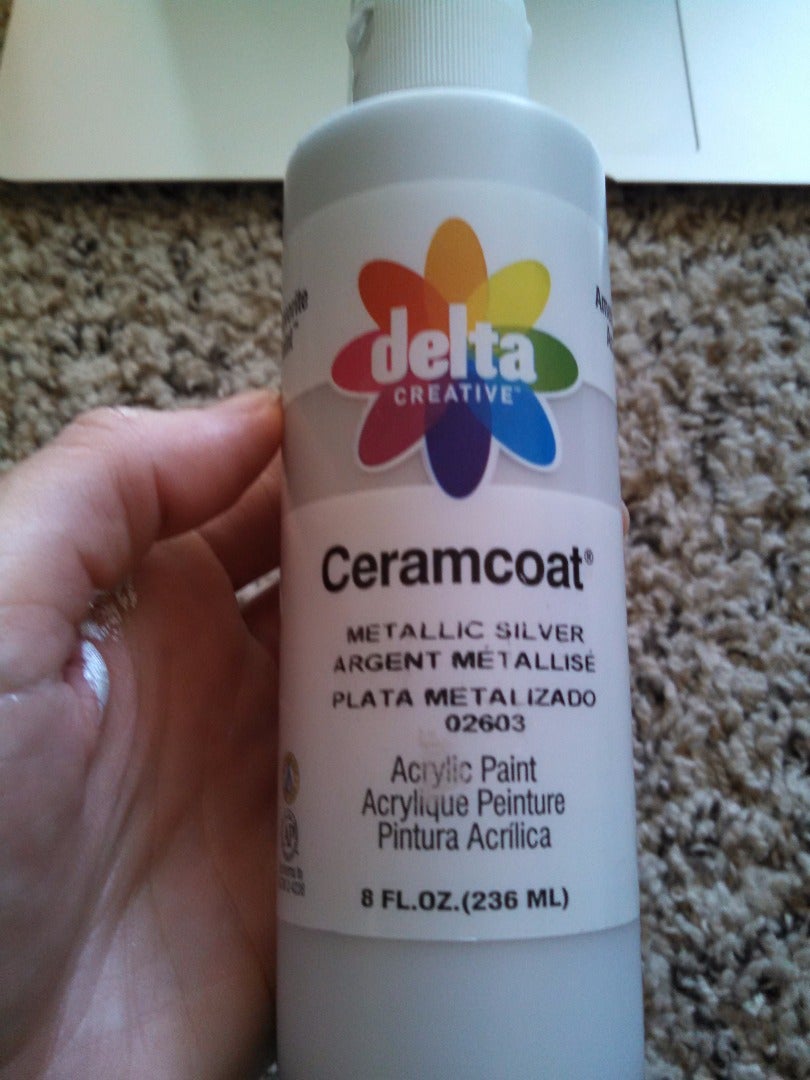 delta
CREATIVE™
Ceramcoat®
METALLIC SILVER
ARGENT MÉTALLISÉ
PLATA METALIZADO
02603
Acrylic Paint
Acrylique Peinture
Pintura Acrílica
8 FL.OZ.(236 ML)